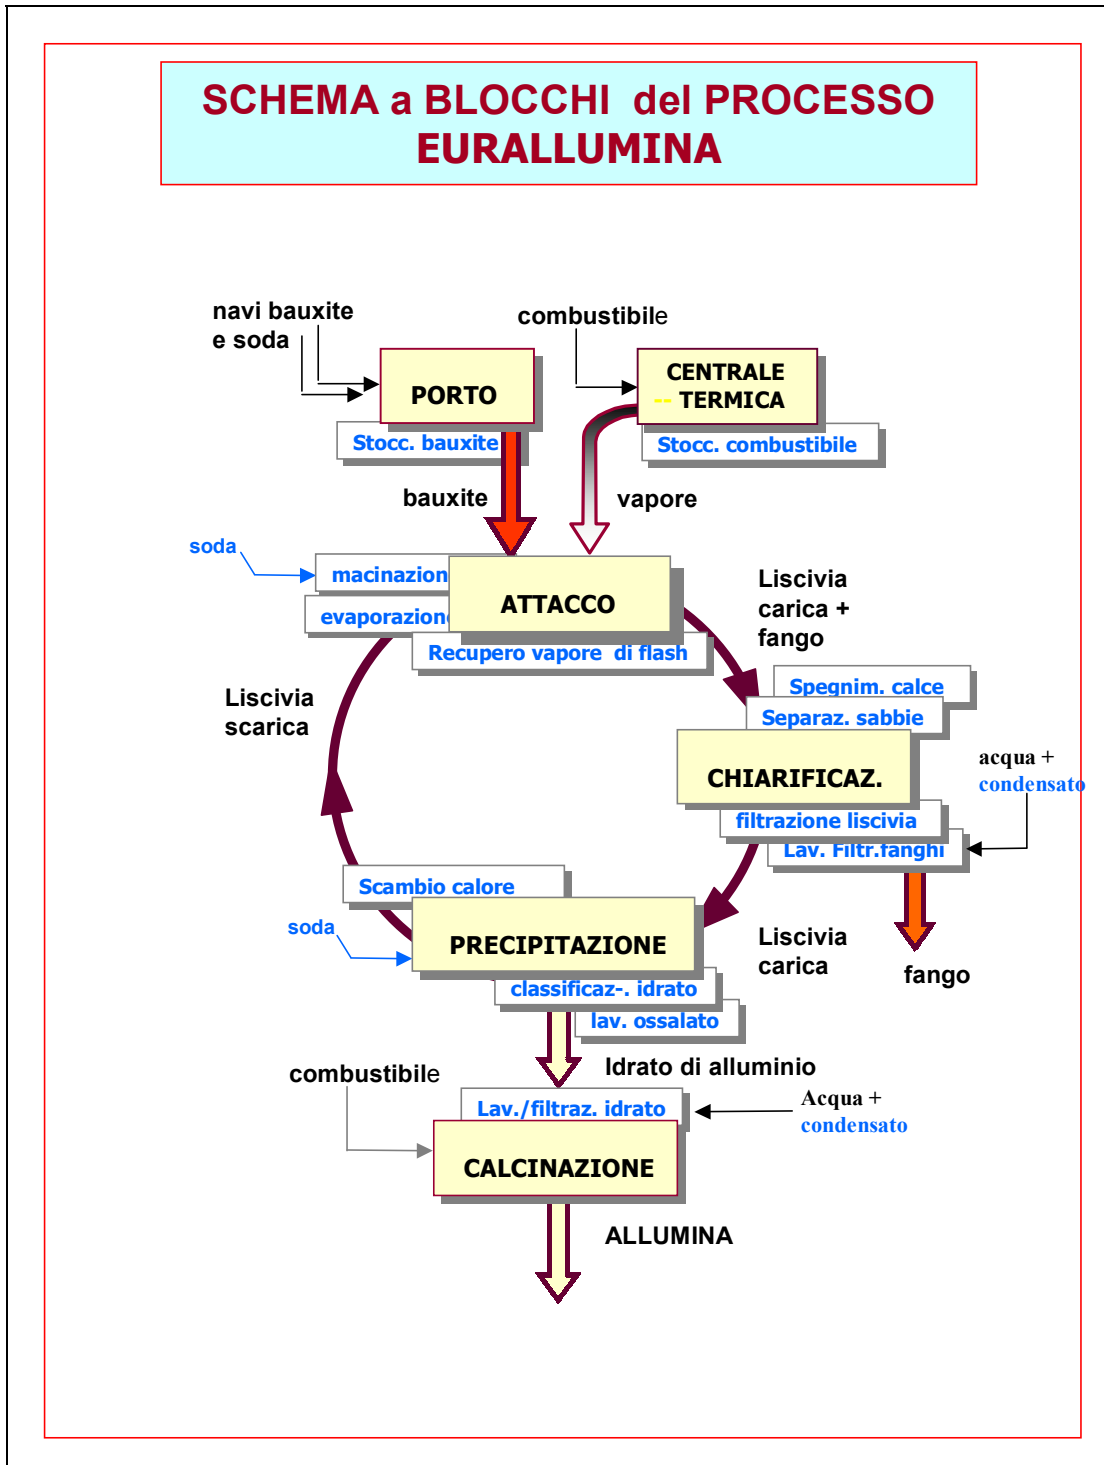 SCHEMA a BLOCCHI del PROCESSO
EURALLUMINA
navi bauxite
e soda
combustibile
PORTO
CENTRALE
-- TERMICA
Stocc. bauxite
Stocc. combustibile
bauxite
vapore
soda
macinazion
evaporazione
ATTACCO
Recupero vapore di flash
Liscivia
carica +
fango
Liscivia
scarica
Spegnim. calce
Separaz. sabbie
CHIARIFICAZ.
acqua +
condensato
filtrazione liscivia
Lav. Filtr.fanghi
Scambio calore
soda
PRECIPITAZIONE
Liscivia
carica
fango
classificaz-. idrato
lav. ossalato
Idrato di alluminio
combustibile
Lav./filtraz. idrato
Acqua +
condensato
CALCINAZIONE
ALLUMINA